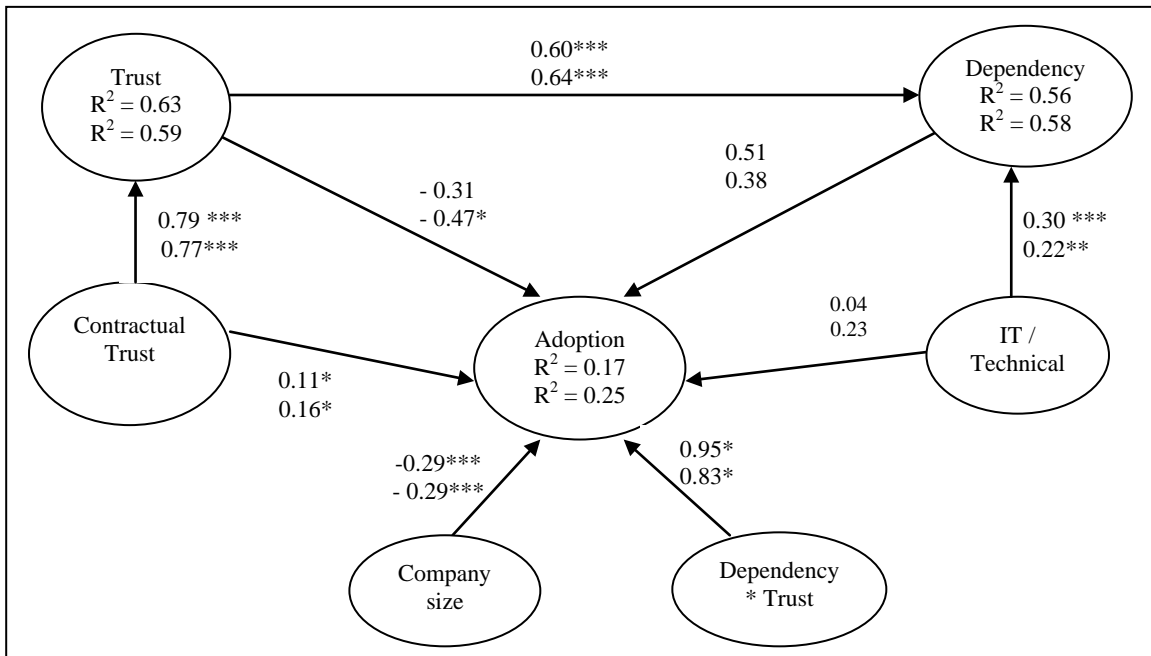 0.60***
0.64***
Trust
R² = 0.63
R² = 0.59
Dependency
R² = 0.56
R² = 0.58
- 0.31
- 0.47*
0.51
0.38
0.79 ***
0.77***
0.30 ***
0.22**
Contractual
Trust
0.11*
0.16*
Adoption
R² = 0.17
R² = 0.25
0.04
0.23
IT /
Technical
-0.29***
- 0.29***
0.95*
0.83*
Company
size
Dependency
* Trust